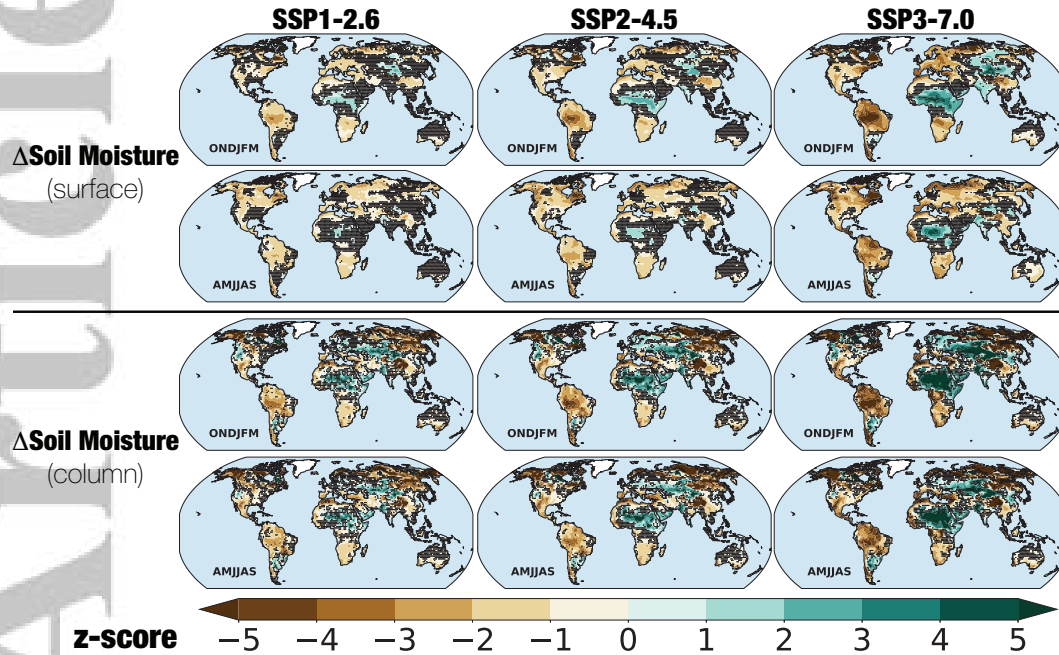 SSP1-2.6 SSP2-4.5 SSP3-7.0
ONDJFM ONDJFM ONDJFM
ΔSoil Moisture
(surface)
AMJJAS AMJJAS AMJJAS
ONDJFM ONDJFM ONDJFM
ΔSoil Moisture
(column)
AMJJAS AMJJAS AMJJAS
z-score −5 −4 −3 −2 −1 0 1 2 3 4 5
Article